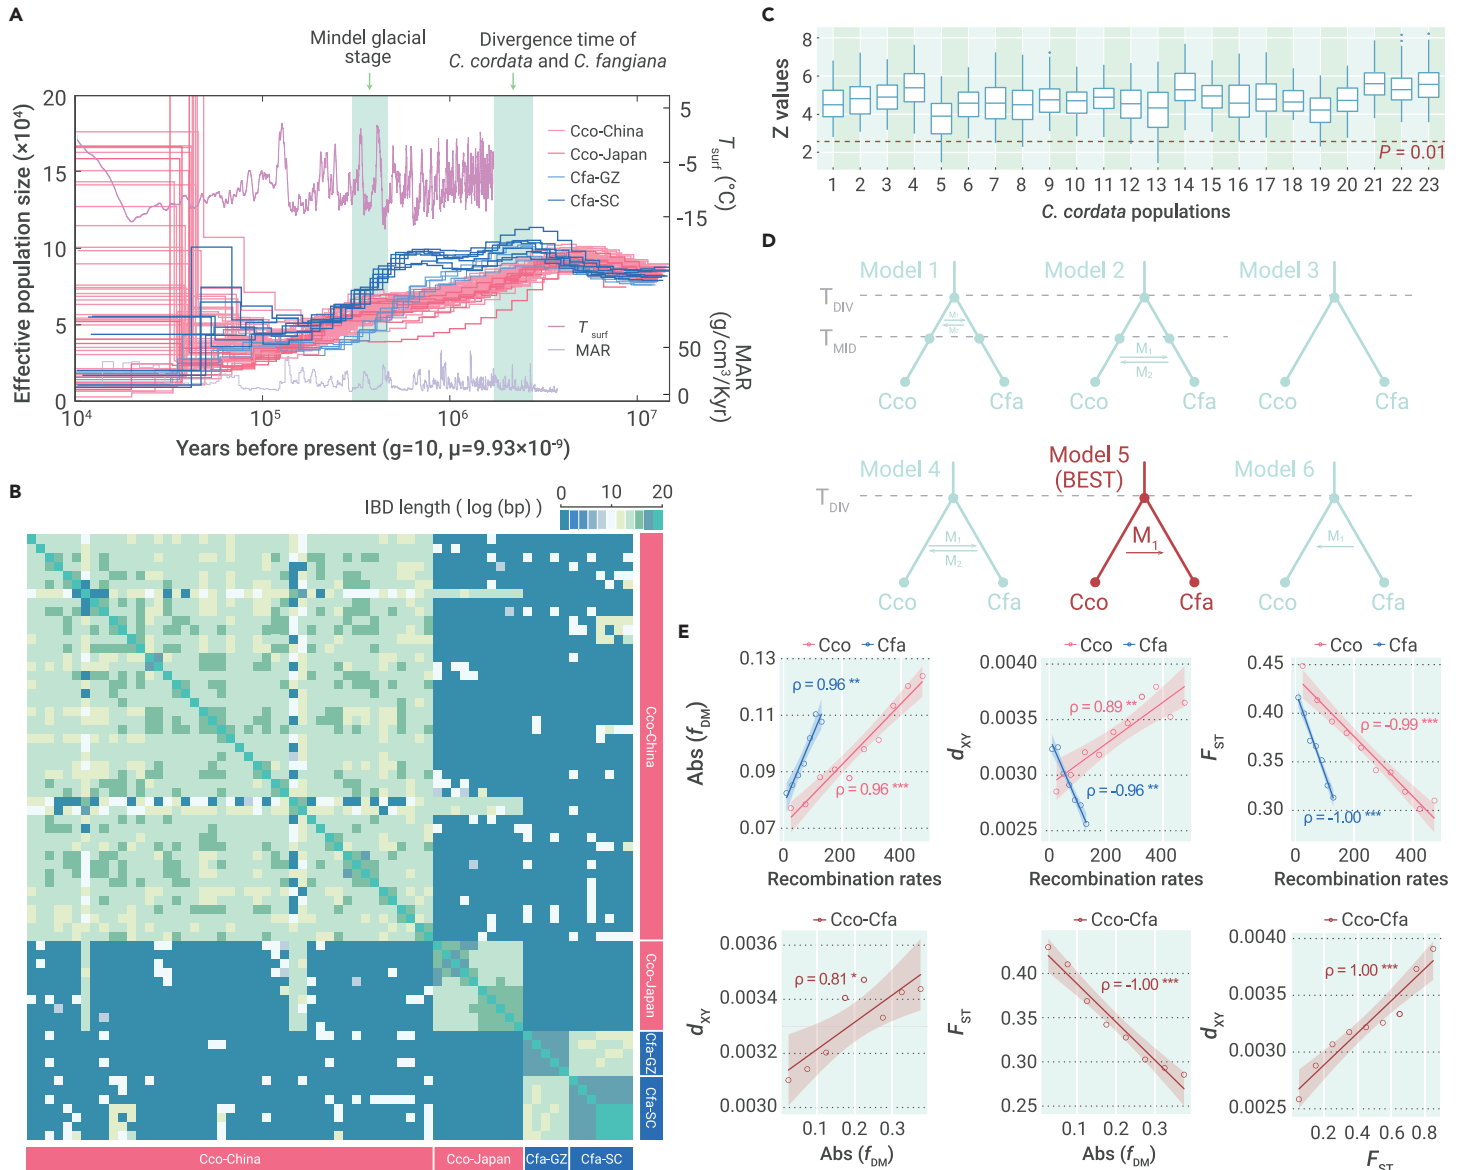 A
Mindel glacial
stage
Divergence time of
C. cordata and C. fangiana
Effective population size (×10⁴)
20
15
10
5
0
Cco-China
Cco-Japan
Cfa-GZ
Cfa-SC
T surf
MAR
5
-5
-15
T surf (°C)
50
0
MAR
(g/cm³/Kyr)
10⁴
10⁵
10⁶
10⁷
Years before present (g=10, μ=9.93×10⁻⁹)
B
IBD length ( log (bp) )
0
10
20
Cco-China
Cco-Japan
Cfa-GZ
Cfa-SC
Cco-China
Cco-Japan
Cfa-GZ
Cfa-SC
C
Z values
8
6
4
2
P = 0.01
1 2 3 4 5 6 7 8 9 10 11 12 13 14 15 16 17 18 19 20 21 22 23
C. cordata populations
D
Model 1
Model 2
Model 3
T DIV
T MID
M₁
M₂
M₁
M₂
Cco
Cfa
Cco
Cfa
Cco
Cfa
Model 4
Model 5
(BEST)
Model 6
T DIV
M₁
M₂
M₁
M₁
Cco
Cfa
Cco
Cfa
Cco
Cfa
E
Cco
Cfa
Abs (f DM)
0.13
0.11
0.09
0.07
ρ = 0.96 **
ρ = 0.96 ***
0 200 400
Recombination rates
Cco
Cfa
d XY
0.0040
0.0035
0.0030
0.0025
ρ = 0.89 **
ρ = -0.96 **
0 200 400
Recombination rates
Cco
Cfa
F ST
0.45
0.40
0.35
0.30
ρ = -0.99 ***
ρ = -1.00 ***
0 200 400
Recombination rates
Cco-Cfa
d XY
0.0036
0.0034
0.0032
0.0030
ρ = 0.81 *
0.1 0.2 0.3
Abs (f DM)
Cco-Cfa
F ST
0.40
0.35
0.30
0.25
ρ = -1.00 ***
0.1 0.2 0.3
Abs (f DM)
Cco-Cfa
d XY
0.0040
0.0035
0.0030
0.0025
ρ = 1.00 ***
0.2 0.4 0.6 0.8
F ST